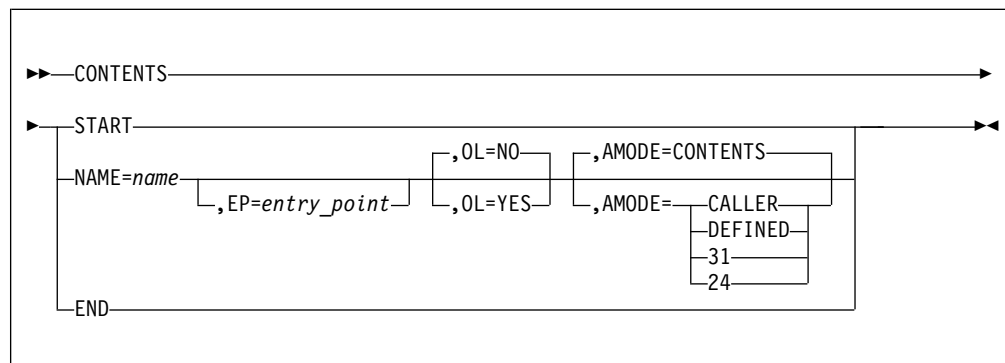 CONTENTS
START
,OL=NO ,AMODE=CONTENTS
NAME=name
,EP=entry_point ,OL=YES ,AMODE= CALLER
DEFINED
31
24
END